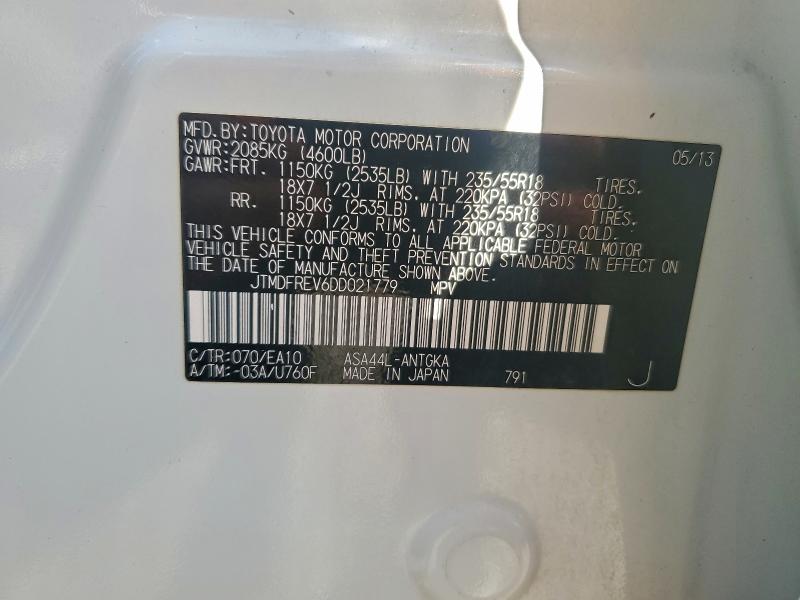 MFD.BY:TOYOTA MOTOR CORPORATION 05/13
GVWR:2085KG (4600LB)
GAWR:FRT. 1150KG (2535LB) WITH 235/55R18 TIRES.
18X7 1/2J RIMS, AT 220KPA (32PSI) COLD.
RR. 1150KG (2535LB) WITH 235/55R18 TIRES.
18X7 1/2J RIMS, AT 220KPA (32PSI) COLD.
THIS VEHICLE CONFORMS TO ALL APPLICABLE FEDERAL MOTOR
VEHICLE SAFETY AND THEFT PREVENTION STANDARDS IN EFFECT ON
THE DATE OF MANUFACTURE SHOWN ABOVE.
JTMDFREV6DD021779 MPV
C/TR:070/EA10 ASA44L-ANTGKA
A/TM:-03A/U760F MADE IN JAPAN 791 J